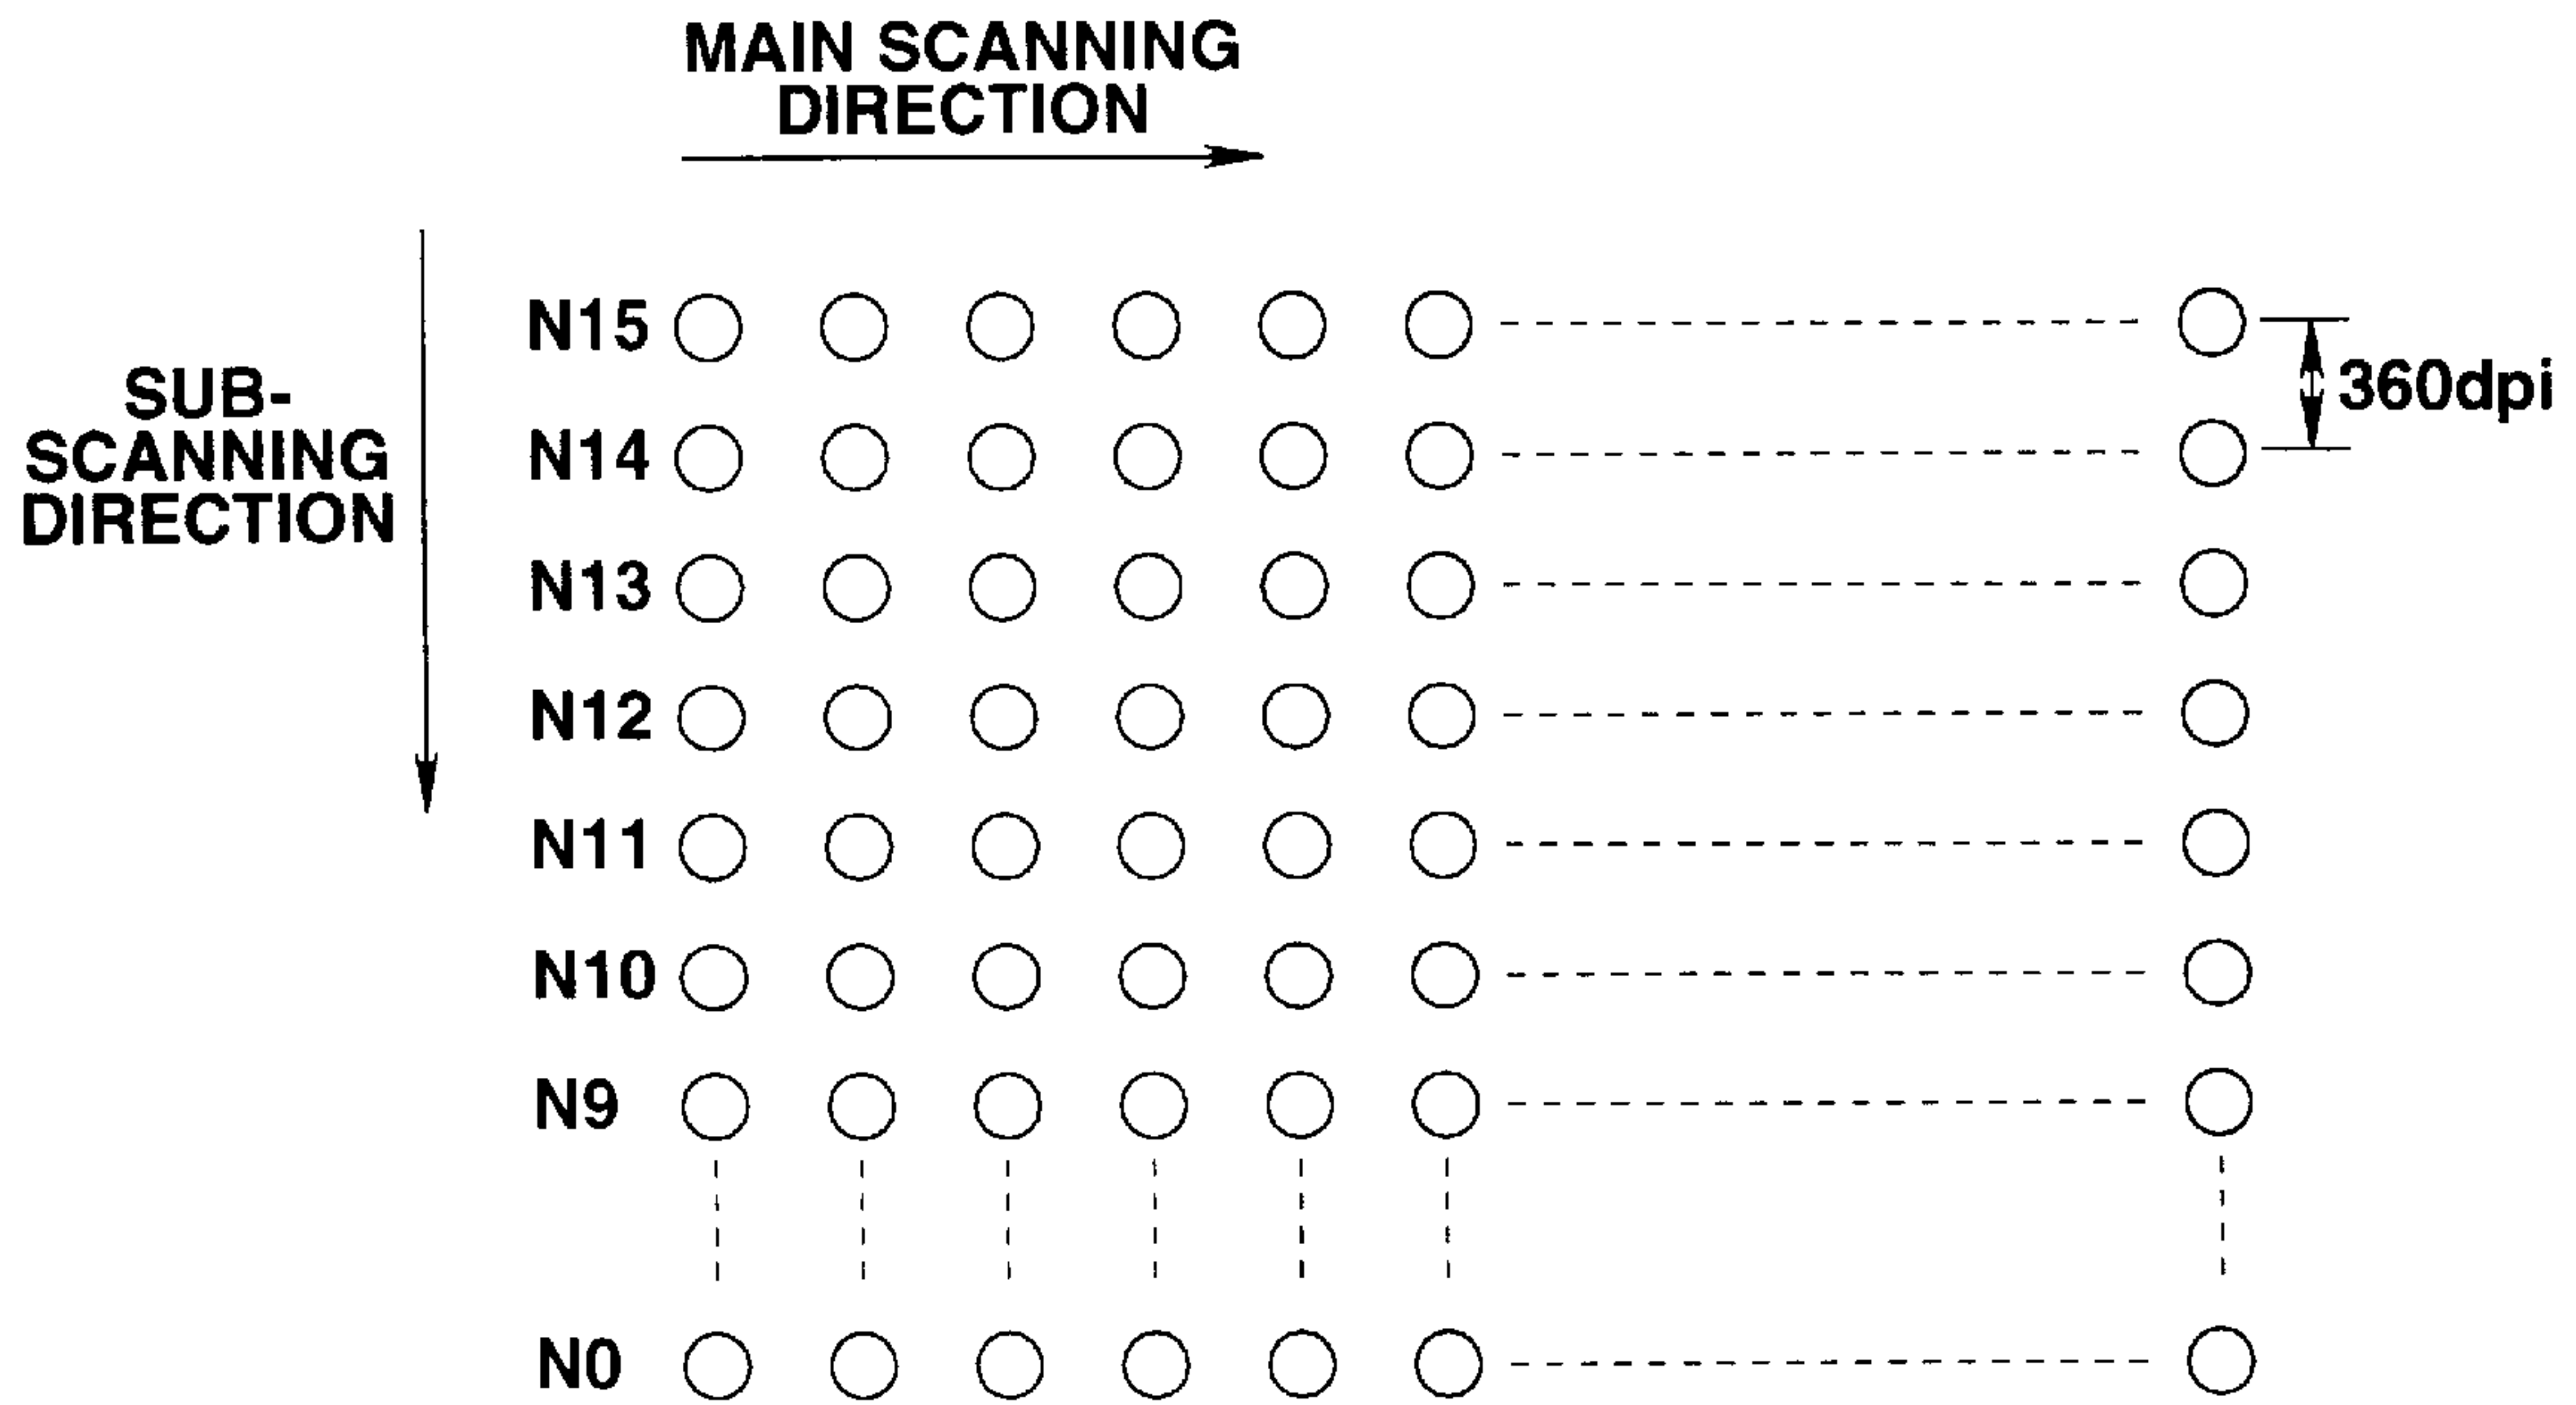 MAIN SCANNING
DIRECTION
SUB-
SCANNING
DIRECTION
N15
360dpi
N14
N13
N12
N11
N10
N9
N0